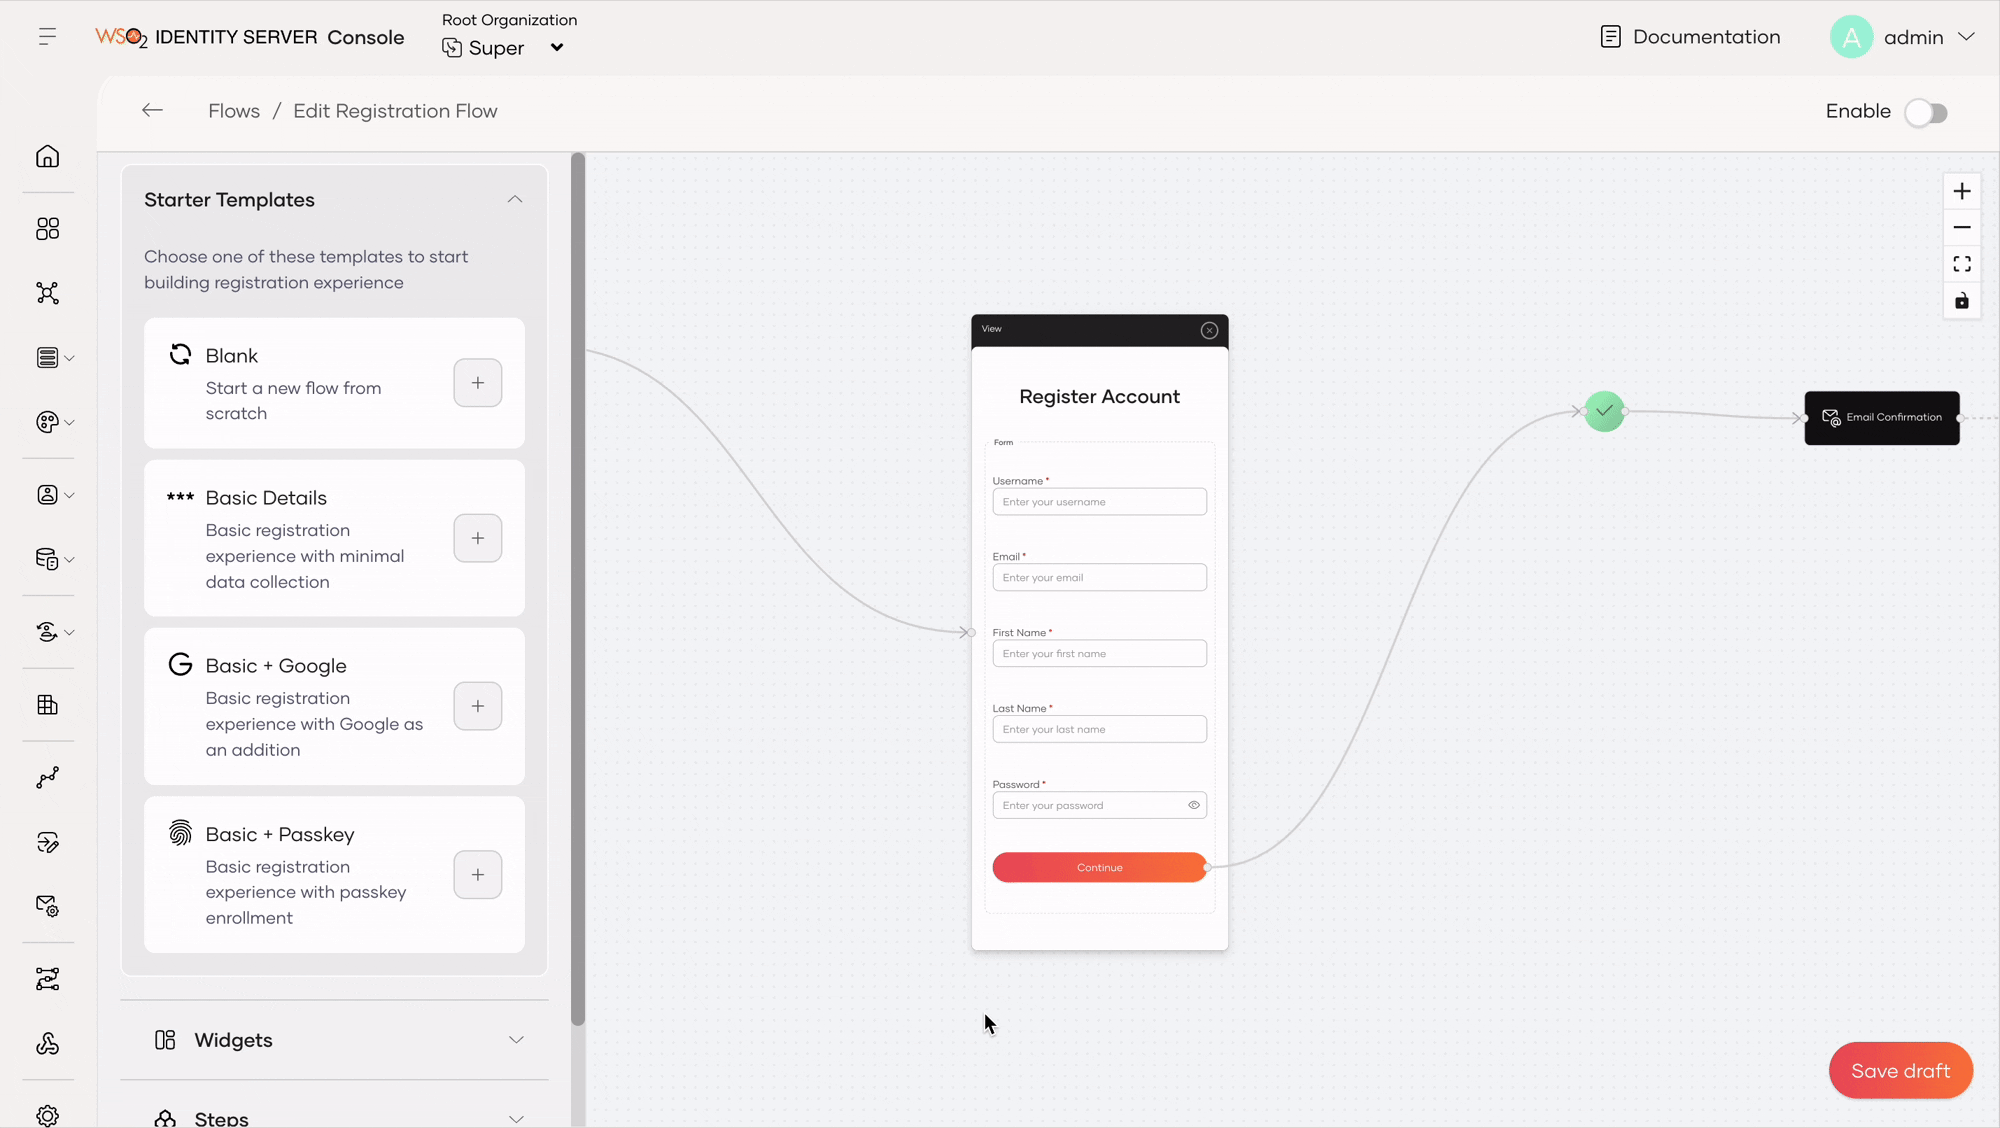 WSO2 IDENTITY SERVER Console
Root Organization
Super
Documentation
A
admin
Flows / Edit Registration Flow
Enable
Starter Templates
Choose one of these templates to start
building registration experience
Blank
Start a new flow from
scratch
Basic Details
Basic registration
experience with minimal
data collection
Basic + Google
Basic registration
experience with Google as
an addition
Basic + Passkey
Basic registration
experience with passkey
enrollment
Widgets
Steps
View
Register Account
Form
Username *
Enter your username
Email *
Enter your email
First Name *
Enter your first name
Last Name *
Enter your last name
Password *
Enter your password
Continue
Email Confirmation
Save draft